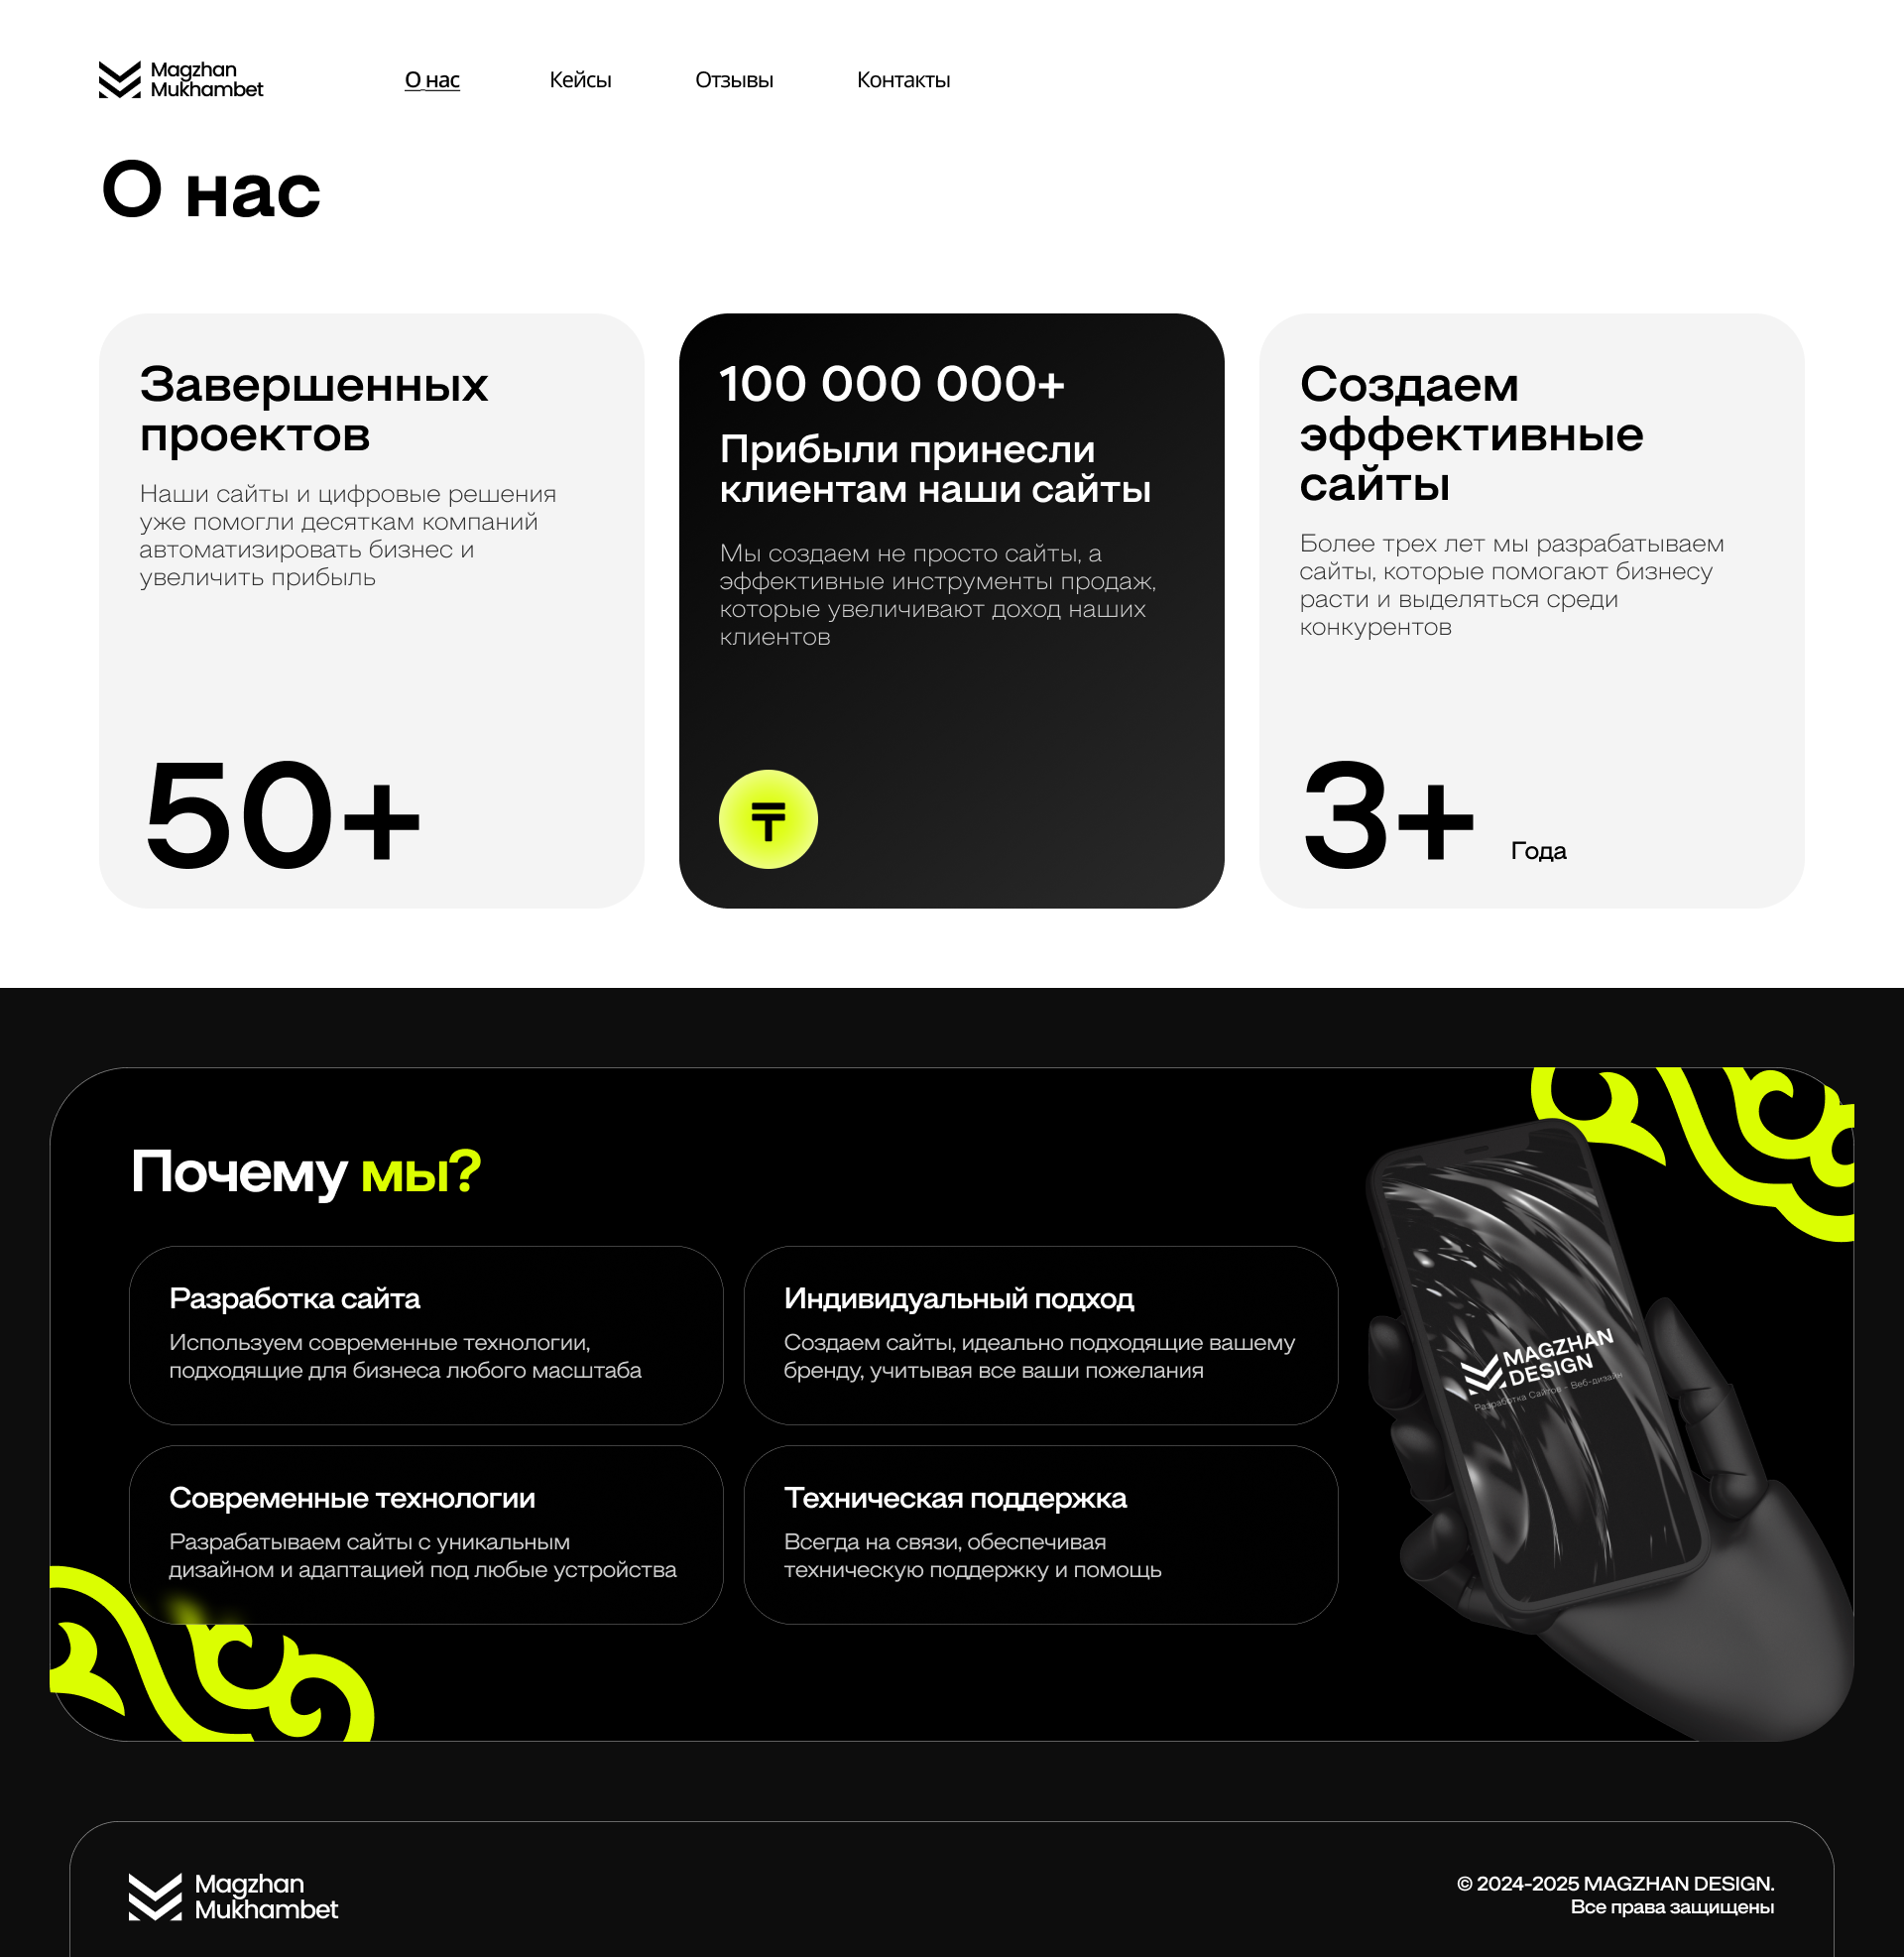 Magzhan
Mukhambet
О нас
Кейсы
Отзывы
Контакты
О нас
Завершенных
проектов
Наши сайты и цифровые решения
уже помогли десяткам компаний
автоматизировать бизнес и
увеличить прибыль
50+
100 000 000+
Прибыли принесли
клиентам наши сайты
Мы создаем не просто сайты, а
эффективные инструменты продаж,
которые увеличивают доход наших
клиентов
₸
Создаем
эффективные
сайты
Более трех лет мы разрабатываем
сайты, которые помогают бизнесу
расти и выделяться среди
конкурентов
3+ Года
Почему мы?
Разработка сайта
Используем современные технологии,
подходящие для бизнеса любого масштаба
Индивидуальный подход
Создаем сайты, идеально подходящие вашему
бренду, учитывая все ваши пожелания
Современные технологии
Разрабатываем сайты с уникальным
дизайном и адаптацией под любые устройства
Техническая поддержка
Всегда на связи, обеспечивая
техническую поддержку и помощь
MAGZHAN
DESIGN
Разработка Сайтов - Веб-дизайн
Magzhan
Mukhambet
© 2024-2025 MAGZHAN DESIGN.
Все права защищены